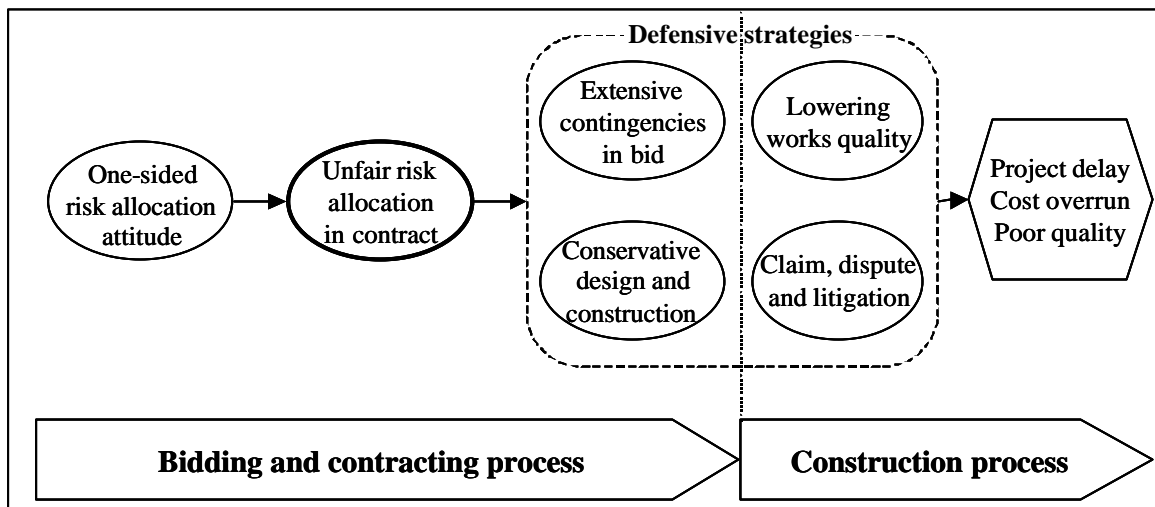 Defensive strategies
One-sided
risk allocation
attitude
Unfair risk
allocation
in contract
Extensive
contingencies
in bid
Lowering
works quality
Conservative
design and
construction
Claim, dispute
and litigation
Project delay
Cost overrun
Poor quality
Bidding and contracting process
Construction process